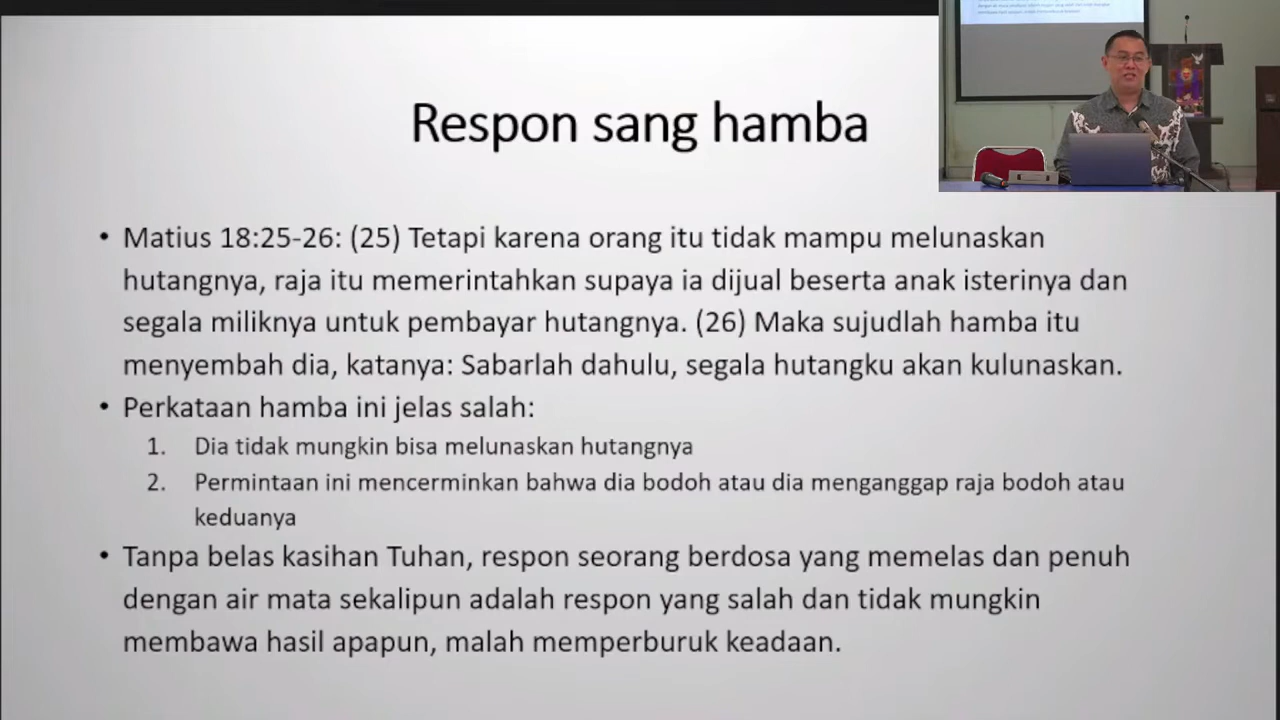 Respon sang hamba
• Matius 18:25-26: (25) Tetapi karena orang itu tidak mampu melunaskan
hutangnya, raja itu memerintahkan supaya ia dijual beserta anak isterinya dan
segala miliknya untuk pembayar hutangnya. (26) Maka sujudlah hamba itu
menyembah dia, katanya: Sabarlah dahulu, segala hutangku akan kulunaskan.
• Perkataan hamba ini jelas salah:
1. Dia tidak mungkin bisa melunaskan hutangnya
2. Permintaan ini mencerminkan bahwa dia bodoh atau dia menganggap raja bodoh atau
keduanya
• Tanpa belas kasihan Tuhan, respon seorang berdosa yang memelas dan penuh
dengan air mata sekalipun adalah respon yang salah dan tidak mungkin
membawa hasil apapun, malah memperburuk keadaan.